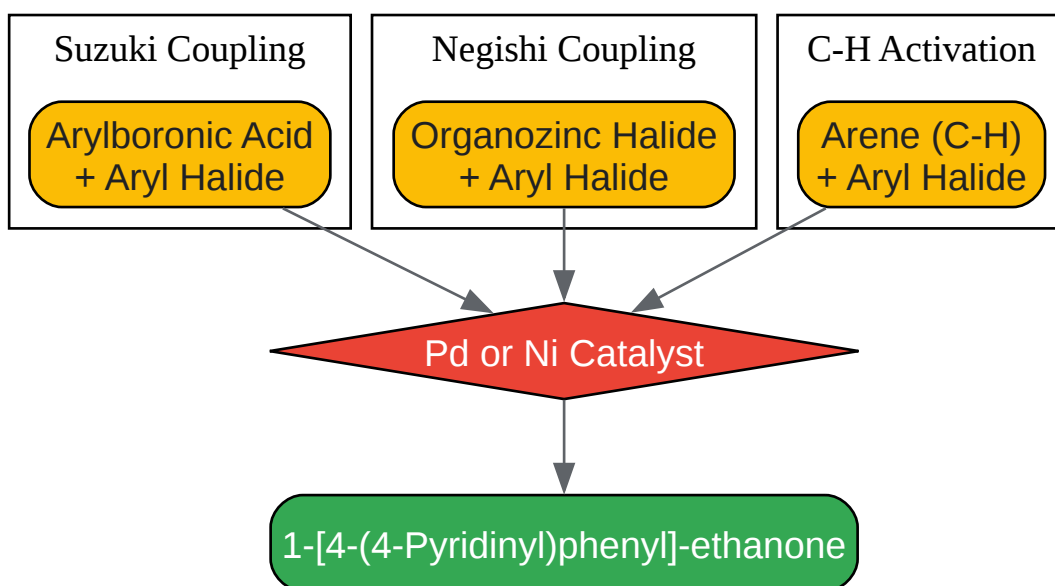 Suzuki Coupling
Arylboronic Acid
+ Aryl Halide
Negishi Coupling
Organozinc Halide
+ Aryl Halide
C-H Activation
Arene (C-H)
+ Aryl Halide
Pd or Ni Catalyst
1-[4-(4-Pyridinyl)phenyl]-ethanone